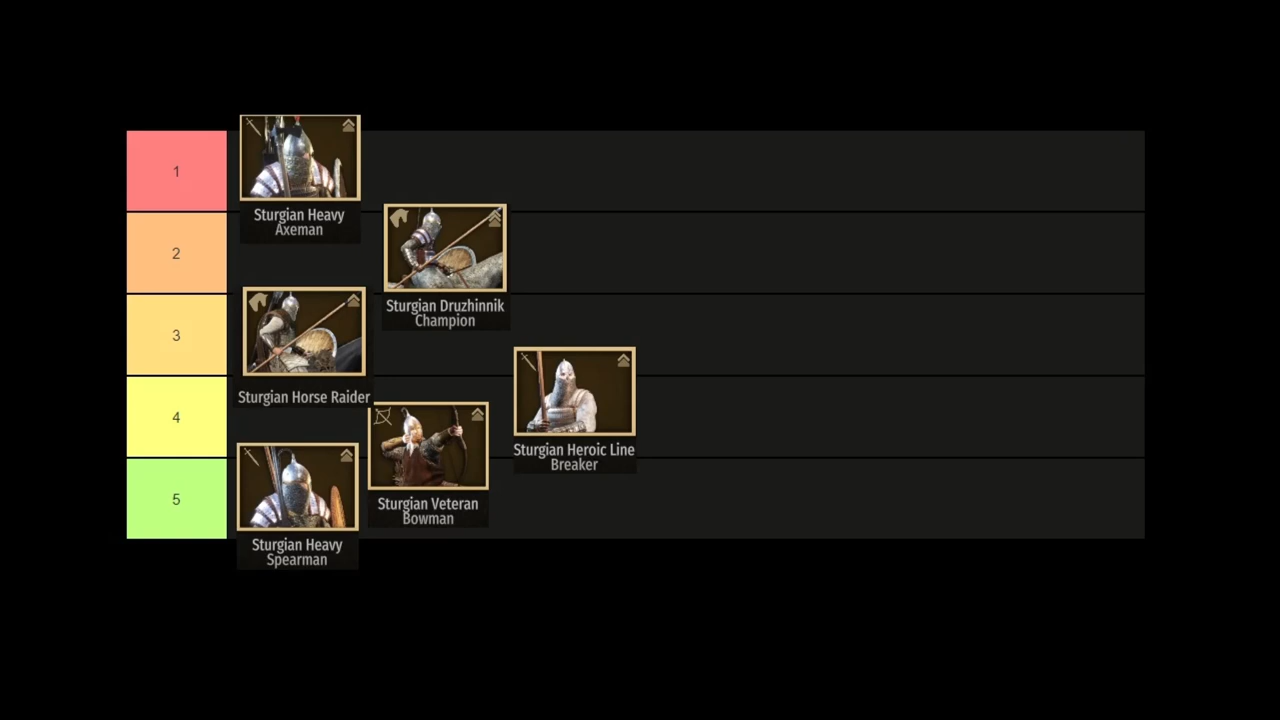 1
Sturgian Heavy
Axeman
2
Sturgian Druzhinnik
Champion
3
Sturgian Horse Raider
4
Sturgian Heroic Line
Breaker
5
Sturgian Veteran
Bowman
Sturgian Heavy
Spearman